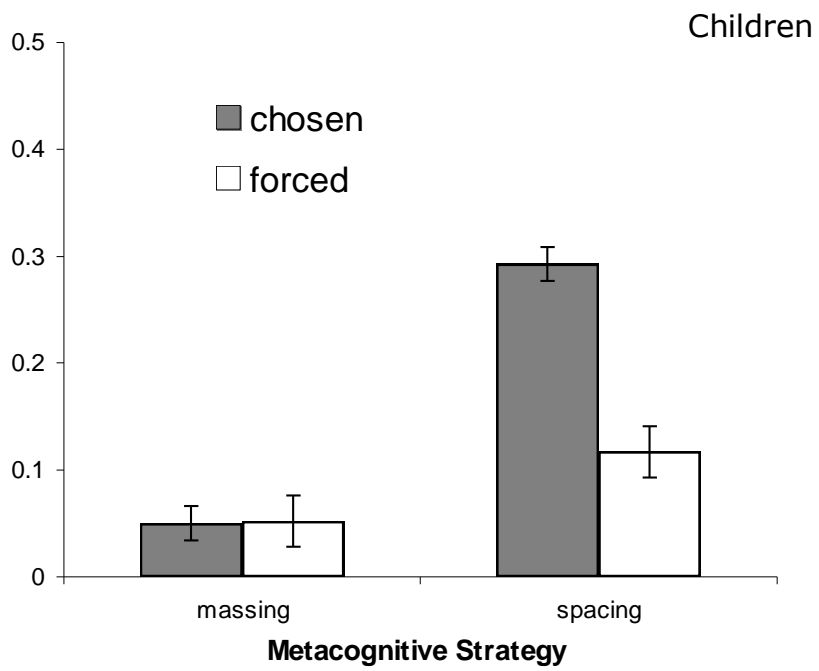 Children
0.5
chosen
0.4
forced
0.3
0.2
0.1
0
massing spacing
Metacognitive Strategy